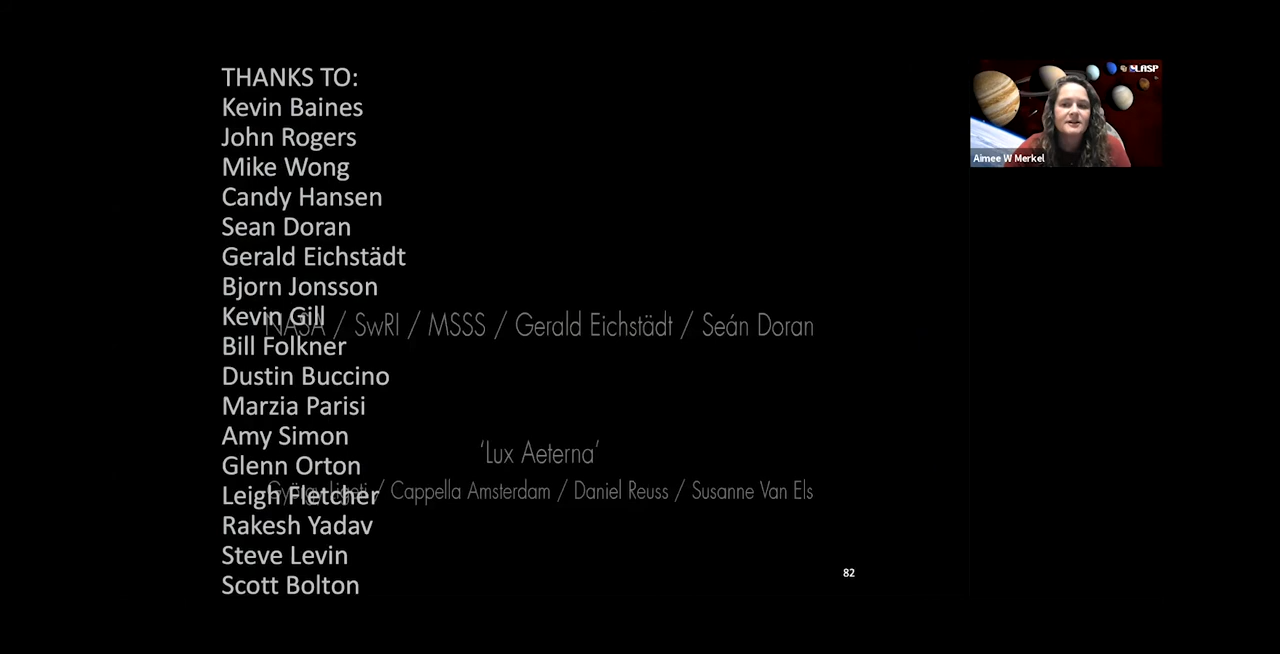 THANKS TO:
Kevin Baines
John Rogers
Mike Wong
Candy Hansen
Sean Doran
Gerald Eichstädt
Bjorn Jonsson
Kevin Gill
Bill Folkner
Dustin Buccino
Marzia Parisi
Amy Simon
Glenn Orton
Leigh Fletcher
Rakesh Yadav
Steve Levin
Scott Bolton
NASA / SwRI / MSSS / Gerald Eichstädt / Seán Doran
‘Lux Aeterna’
György Ligeti / Cappella Amsterdam / Daniel Reuss / Susanne Van Els
82
LASP
Aimee W Merkel